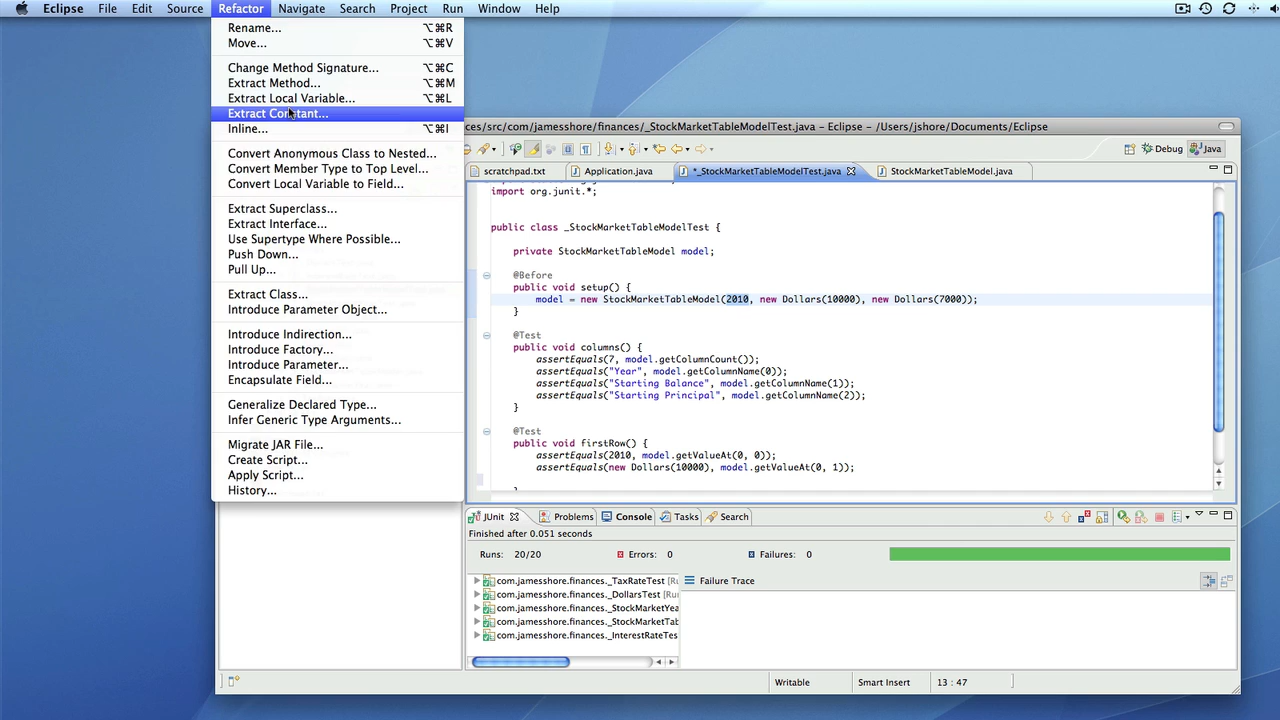 Eclipse File Edit Source Refactor Navigate Search Project Run Window Help
Rename... ⌥⌘R
Move... ⌥⌘V
Change Method Signature... ⌥⌘C
Extract Method... ⌥⌘M
Extract Local Variable... ⌥⌘L
Extract Constant...
Inline... ⌥⌘I
Convert Anonymous Class to Nested...
Convert Member Type to Top Level...
Convert Local Variable to Field...
Extract Superclass...
Extract Interface...
Use Supertype Where Possible...
Push Down...
Pull Up...
Extract Class...
Introduce Parameter Object...
Introduce Indirection...
Introduce Factory...
Introduce Parameter...
Encapsulate Field...
Generalize Declared Type...
Infer Generic Type Arguments...
Migrate JAR File...
Create Script...
Apply Script...
History...
ces/src/com/jamesshore/finances/_StockMarketTableModelTest.java – Eclipse – /Users/jshore/Documents/Eclipse
Debug Java
scratchpad.txt Application.java *_StockMarketTableModelTest.java StockMarketTableModel.java
import org.junit.*;
public class _StockMarketTableModelTest {
private StockMarketTableModel model;
@Before
public void setup() {
model = new StockMarketTableModel(2010, new Dollars(10000), new Dollars(7000));
}
@Test
public void columns() {
assertEquals(7, model.getColumnCount());
assertEquals("Year", model.getColumnName(0));
assertEquals("Starting Balance", model.getColumnName(1));
assertEquals("Starting Principal", model.getColumnName(2));
}
@Test
public void firstRow() {
assertEquals(2010, model.getValueAt(0, 0));
assertEquals(new Dollars(10000), model.getValueAt(0, 1));
}
JUnit Problems Console Tasks Search
Finished after 0.051 seconds
Runs: 20/20 Errors: 0 Failures: 0
com.jamesshore.finances._TaxRateTest [Ru
com.jamesshore.finances._DollarsTest [Run
com.jamesshore.finances._StockMarketYea
com.jamesshore.finances._StockMarketTab
com.jamesshore.finances._InterestRateTes
Failure Trace
Writable Smart Insert 13 : 47